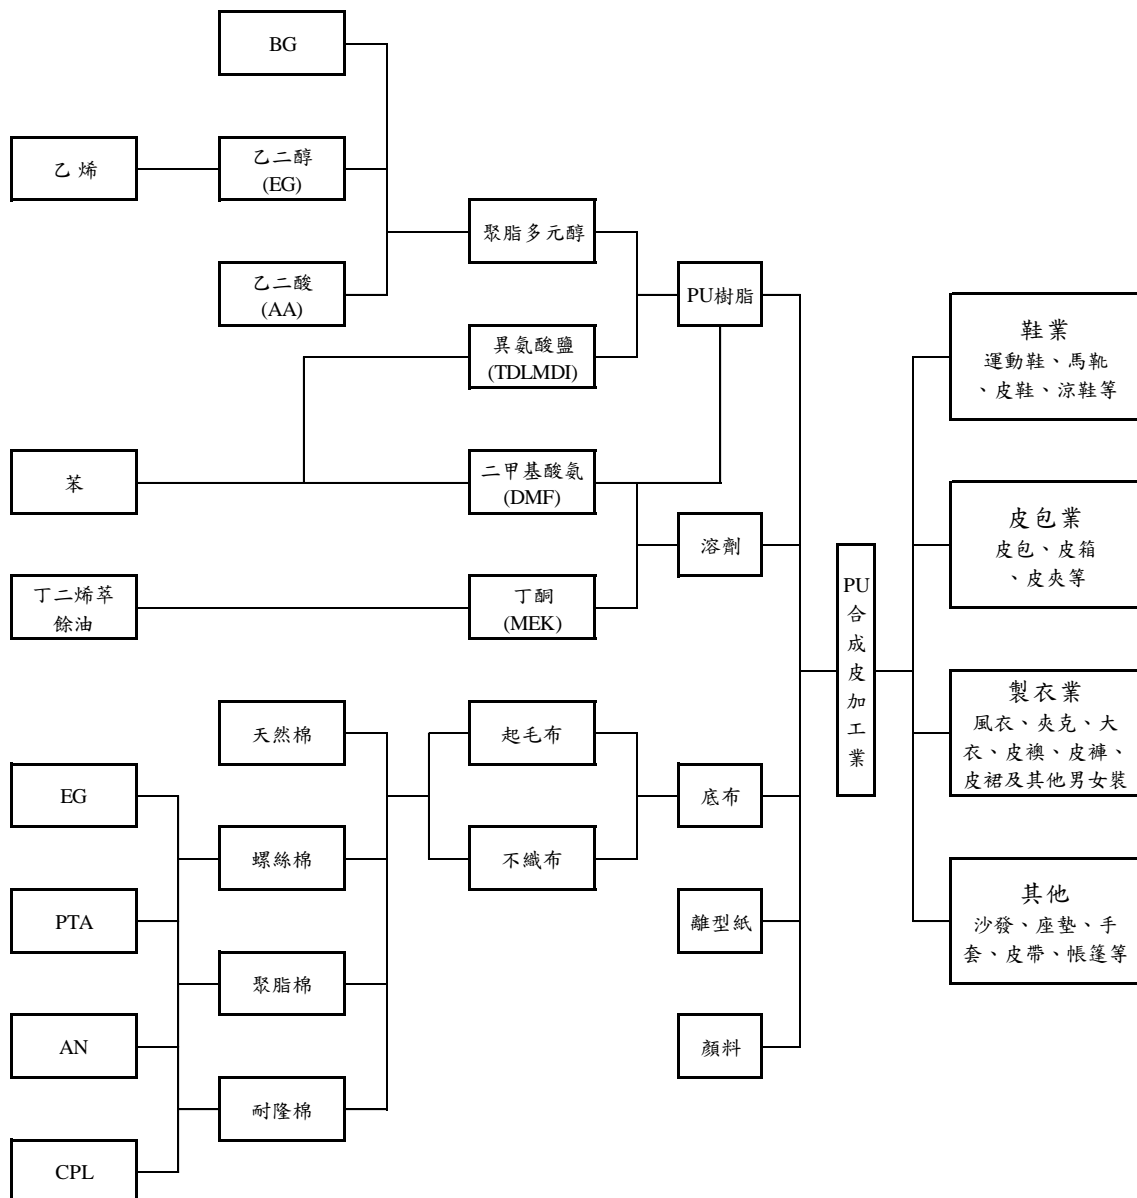 BG
乙烯
乙二醇
(EG)
乙二酸
(AA)
聚脂多元醇
異氨酸鹽
(TDLMDI)
PU樹脂
苯
二甲基酸氨
(DMF)
溶劑
丁二烯萃
餘油
丁酮
(MEK)
天然棉
起毛布
EG
螺絲棉
不織布
底布
PTA
聚脂棉
離型紙
AN
耐隆棉
顏料
CPL
PU
合
成
皮
加
工
業
鞋業
運動鞋、馬靴
、皮鞋、涼鞋等
皮包業
皮包、皮箱
、皮夾等
製衣業
風衣、夾克、大
衣、皮襖、皮褲、
皮裙及其他男女裝
其他
沙發、座墊、手
套、皮帶、帳篷等